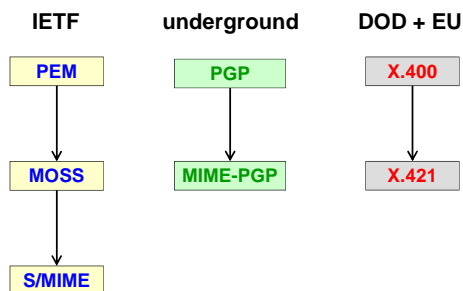 IETF underground DOD + EU
PEM PGP X.400
MOSS MIME-PGP X.421
S/MIME